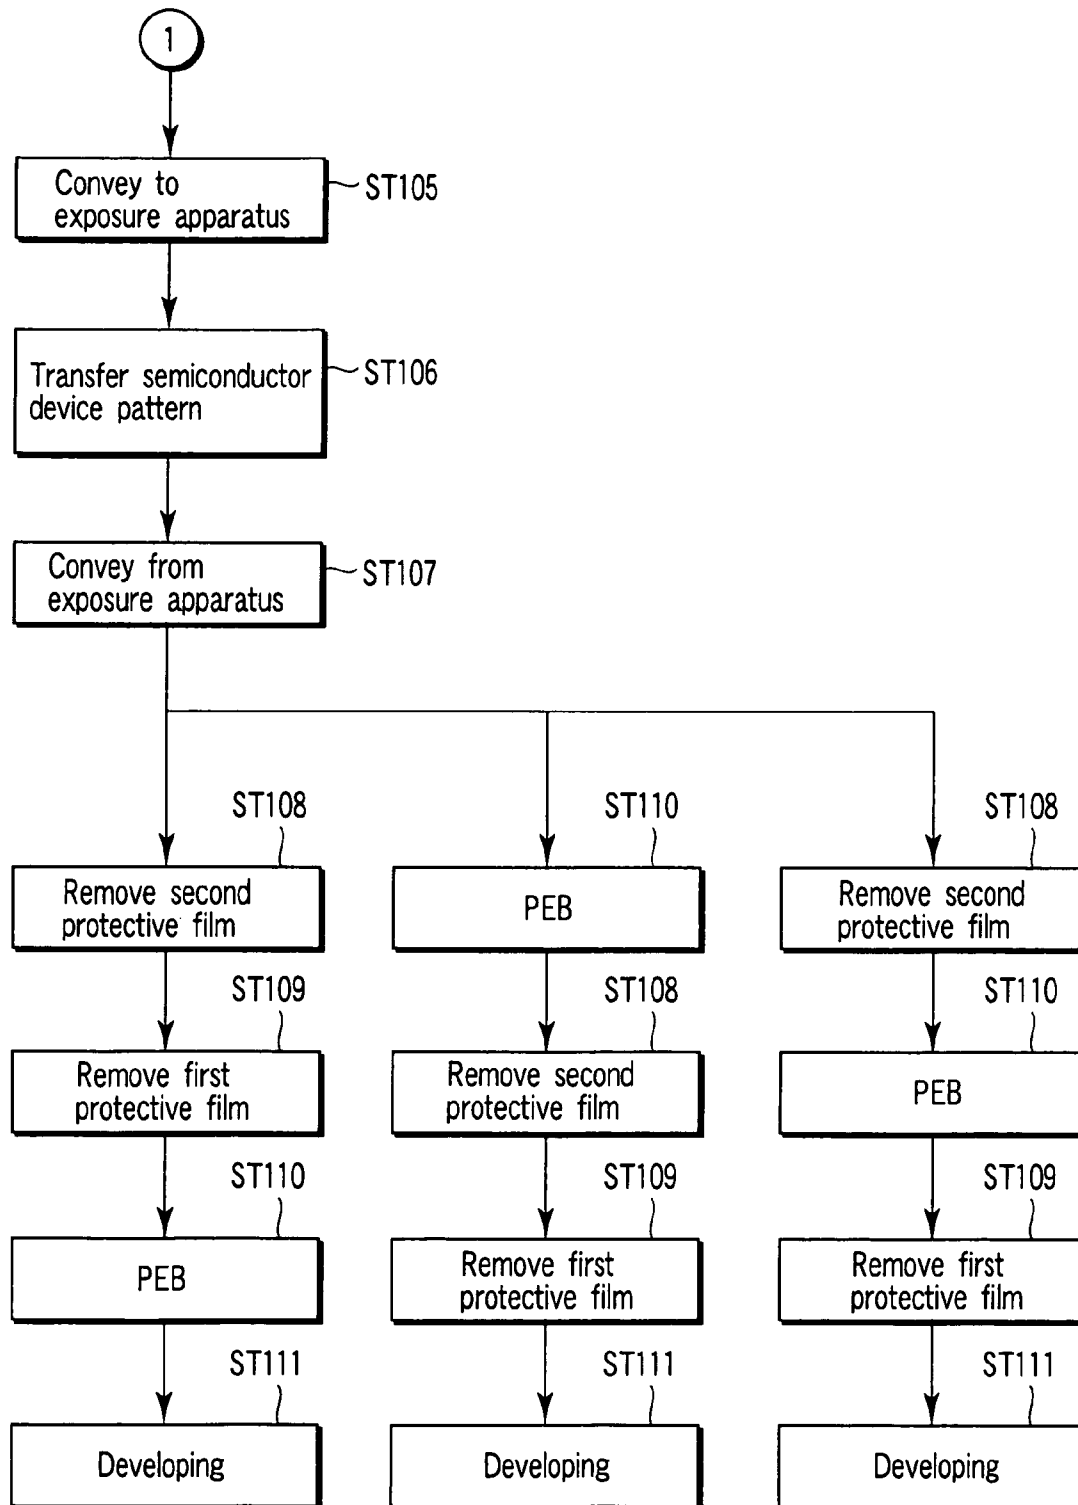 1
Convey to
exposure apparatus
ST105
Transfer semiconductor
device pattern
ST106
Convey from
exposure apparatus
ST107
ST108
ST110
ST108
Remove second
protective film
PEB
Remove second
protective film
ST109
ST108
ST110
Remove first
protective film
Remove second
protective film
PEB
ST110
ST109
ST109
PEB
Remove first
protective film
Remove first
protective film
ST111
ST111
ST111
Developing
Developing
Developing